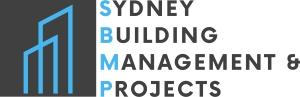 SYDNEY
BUILDING
MANAGEMENT &
PROJECTS